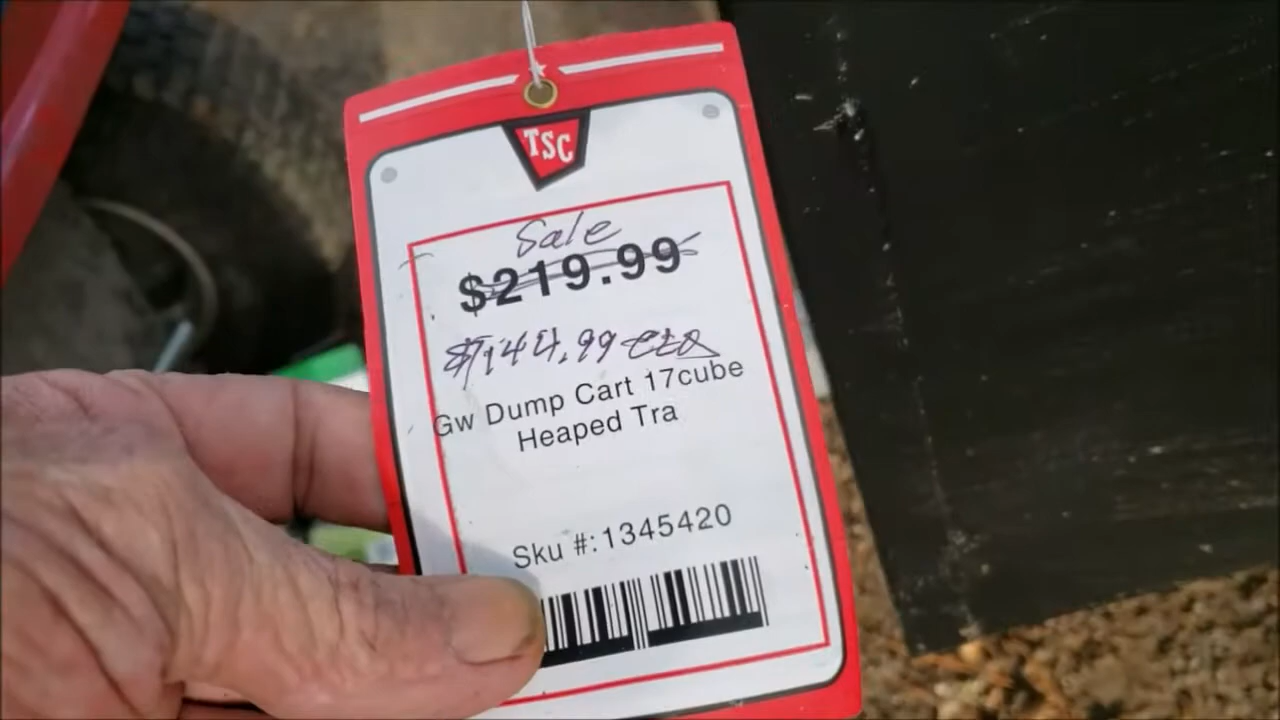 TSC
Sale
$219.99
$144.99
Gw Dump Cart 17cube
Heaped Tra
Sku #:1345420